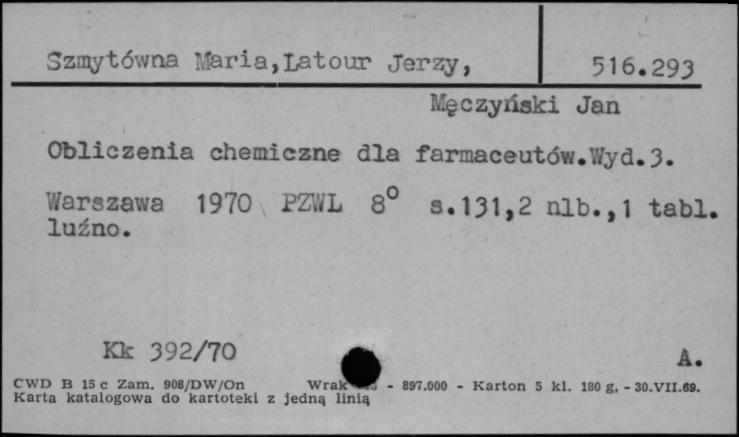 Szmytówna Maria,Latour Jerzy,
516.293
Męczyński Jan
Obliczenia chemiczne dla farmaceutów.Wyd.3.
Warszawa 1970 PZWL 8° s.131,2 nlb.,1 tabl.
luźno.
Kk 392/70
A.
CWD B 15 c Zam. 908/DW/On Wrak - 897.000 - Karton 5 kl. 180 g, - 30.VII.69.
Karta katalogowa do kartoteki z jedną linią